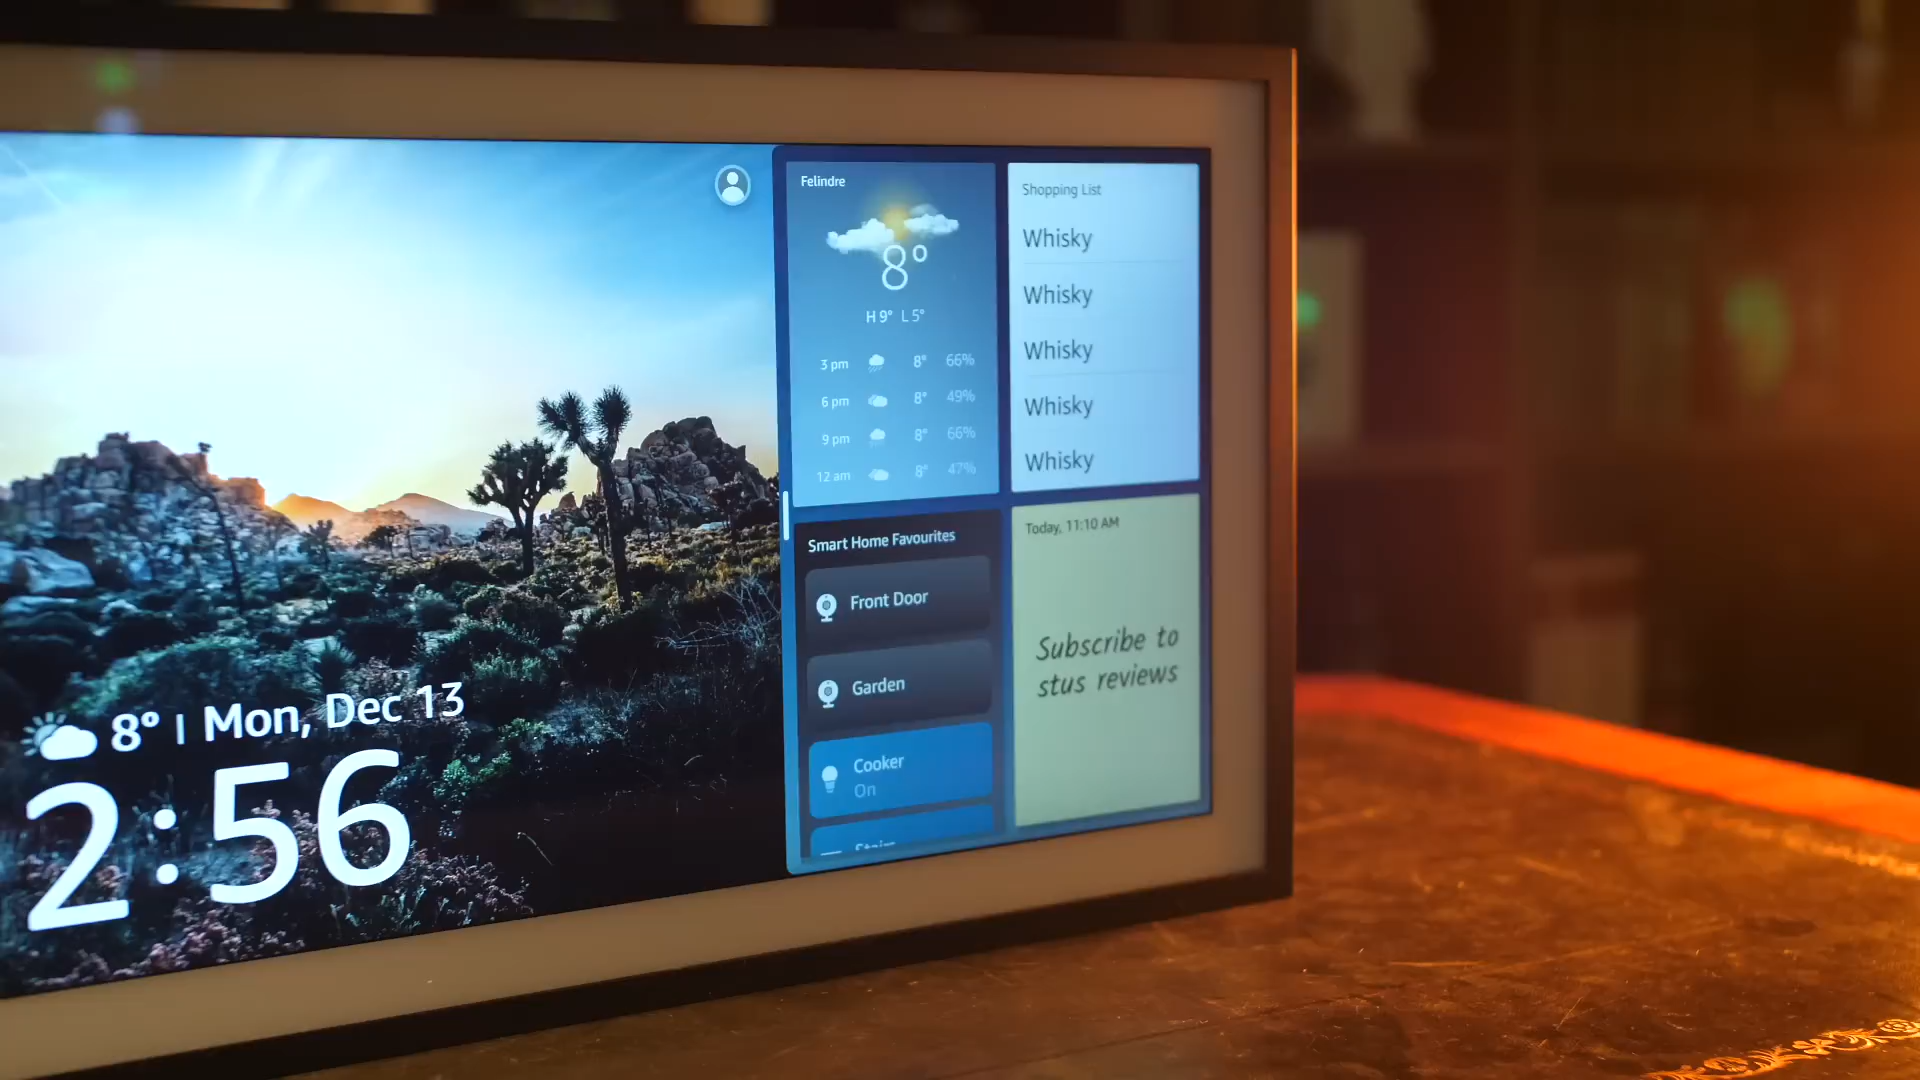 8° | Mon, Dec 13
2:56
Felindre
8°
H 9° L 5°
3 pm 8° 66%
6 pm 8° 49%
9 pm 8° 66%
12 am 8° 47%
Shopping List
Whisky
Whisky
Whisky
Whisky
Whisky
Smart Home Favourites
Front Door
Garden
Cooker
On
Stairs
Today, 11:10 AM
Subscribe to
stus reviews